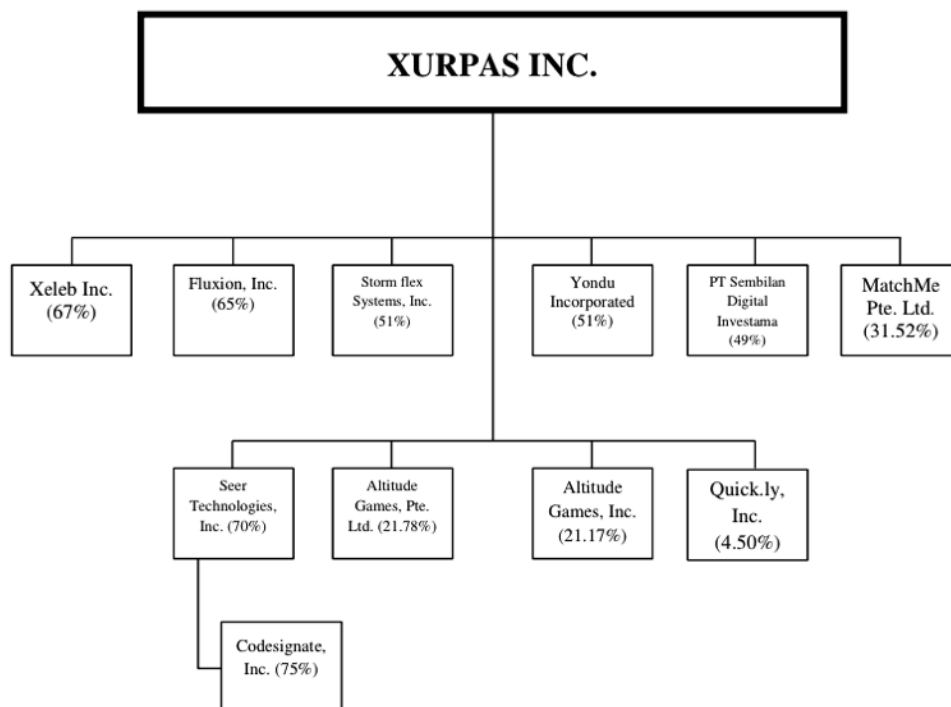 XURPAS INC.
Xeleb Inc.
(67%)
Fluxion, Inc.
(65%)
Storm flex
Systems, Inc.
(51%)
Yondu
Incorporated
(51%)
PT Sembilan
Digital
Investama
(49%)
MatchMe
Pte. Ltd.
(31.52%)
Seer
Technologies,
Inc. (70%)
Altitude
Games, Pte.
Ltd. (21.78%)
Altitude
Games, Inc.
(21.17%)
Quick.ly,
Inc.
(4.50%)
Codesignate,
Inc. (75%)